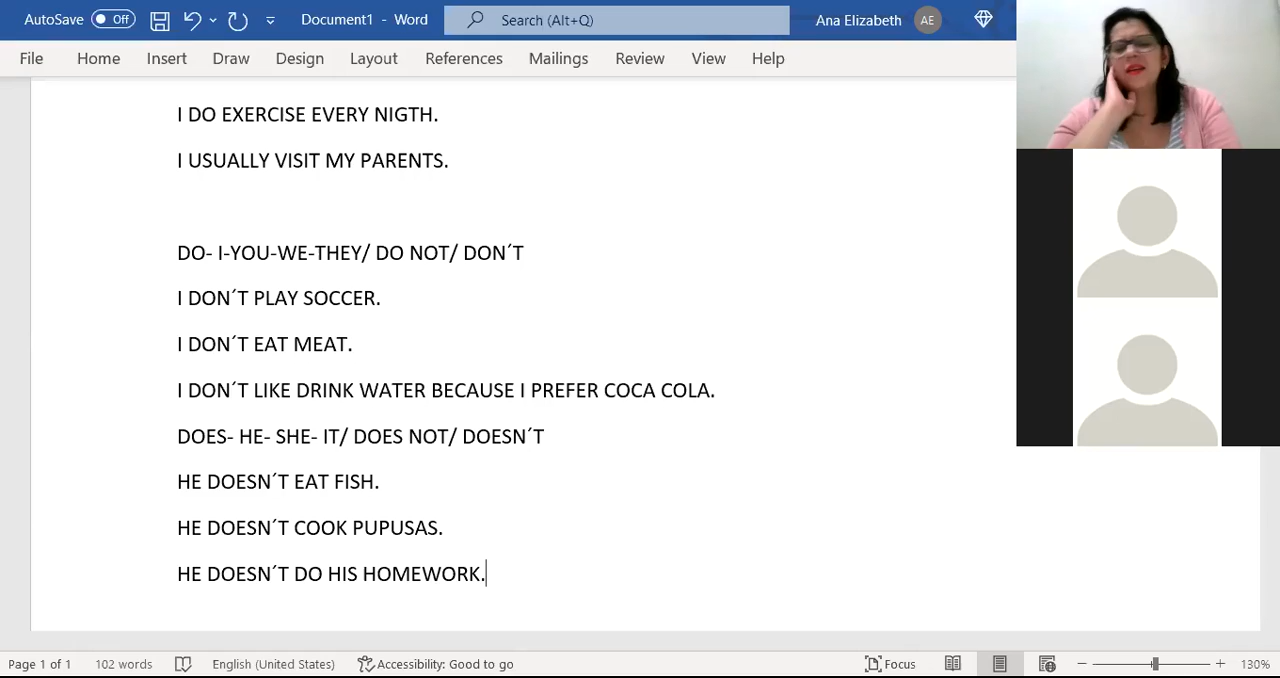 AutoSave Off Document1 - Word Search (Alt+Q) Ana Elizabeth AE
File Home Insert Draw Design Layout References Mailings Review View Help
I DO EXERCISE EVERY NIGTH.
I USUALLY VISIT MY PARENTS.
DO- I-YOU-WE-THEY/ DO NOT/ DON´T
I DON´T PLAY SOCCER.
I DON´T EAT MEAT.
I DON´T LIKE DRINK WATER BECAUSE I PREFER COCA COLA.
DOES- HE- SHE- IT/ DOES NOT/ DOESN´T
HE DOESN´T EAT FISH.
HE DOESN´T COOK PUPUSAS.
HE DOESN´T DO HIS HOMEWORK.
Page 1 of 1 102 words English (United States) Accessibility: Good to go Focus 130%